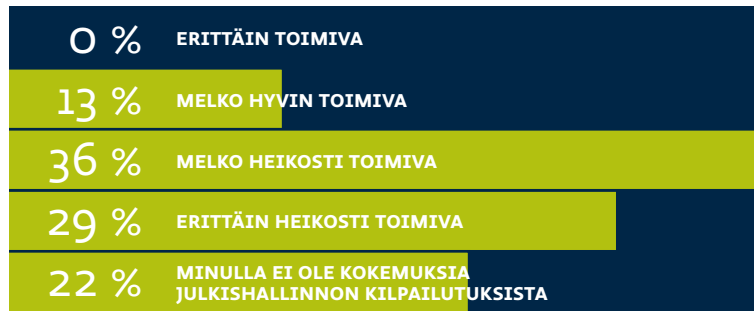 0 % ERITTÄIN TOIMIVA
13 % MELKO HYVIN TOIMIVA
36 % MELKO HEIKOSTI TOIMIVA
29 % ERITTÄIN HEIKOSTI TOIMIVA
22 % MINULLA EI OLE KOKEMUKSIA
JULKISHALLINNON KILPAILUTUKSISTA